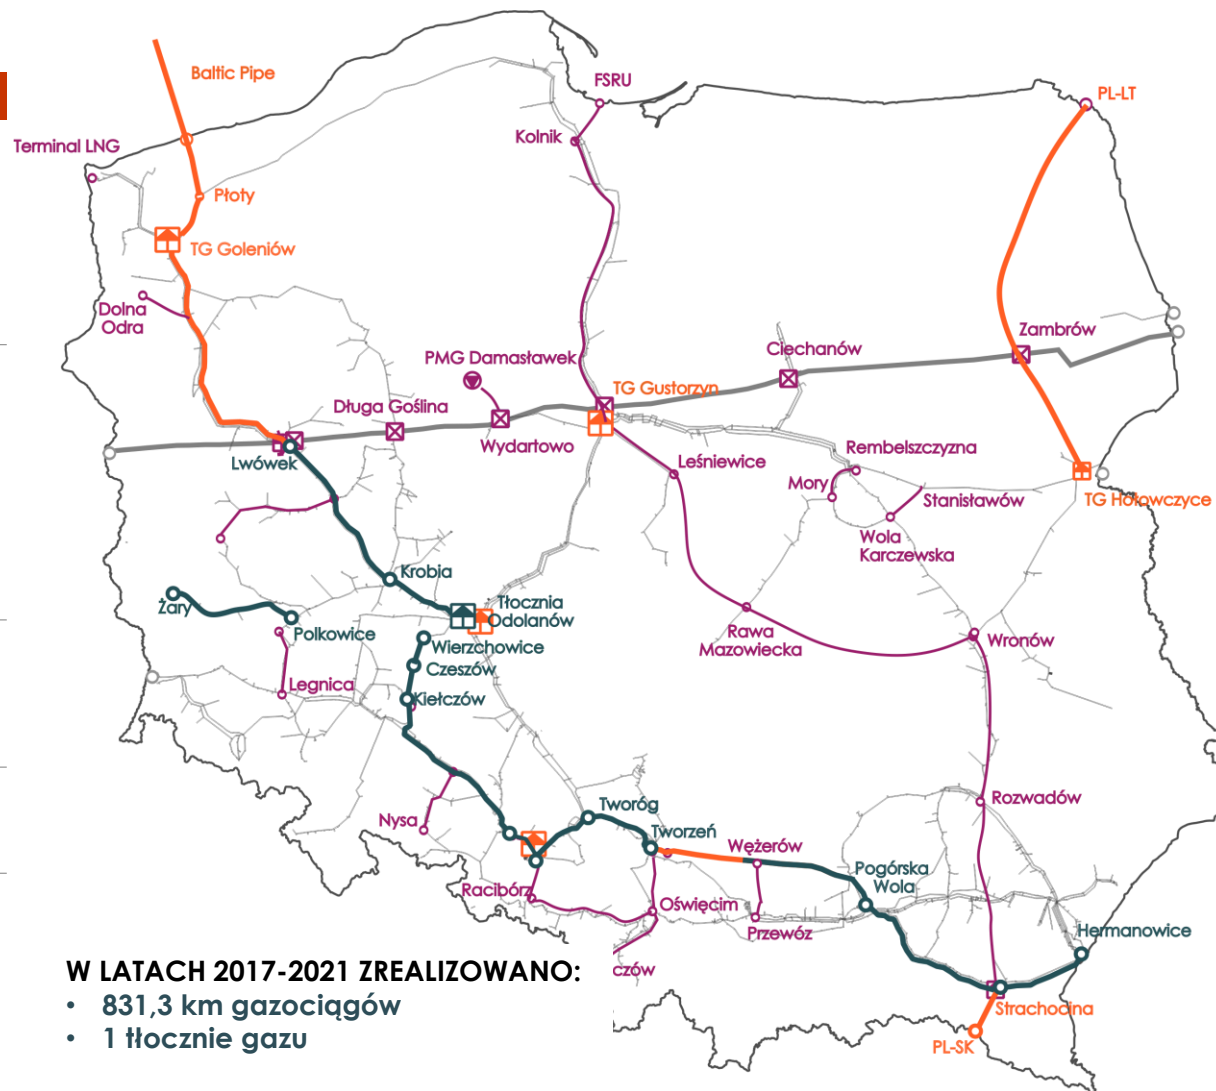 Baltic Pipe
FSRU
PL-LT
Terminal LNG
Kolnik
Płoty
TG Goleniów
Dolna
Odra
Zambrów
PMG Damasławek
Ciechanów
TG Gustorzyn
Długa Goślina
Wydartowo
Lwówek
Rembelszczyzna
Leśniewice
Mory
Stanisławów
TG Hołowczyce
Wola
Karczewska
Krobia
Żary
Tłocznia
Odolanów
Polkowice
Wierzchowice
Rawa
Mazowiecka
Wronów
Czeszów
Legnica
Kiełczów
Tworóg
Rozwadów
Nysa
Tworzeń
Wężerów
Pogórska
Wola
Racibórz
Oświęcim
Przewóz
Hermanowice
czów
W LATACH 2017-2021 ZREALIZOWANO:
• 831,3 km gazociągów
• 1 tłocznie gazu
Strachocina
PL-SK